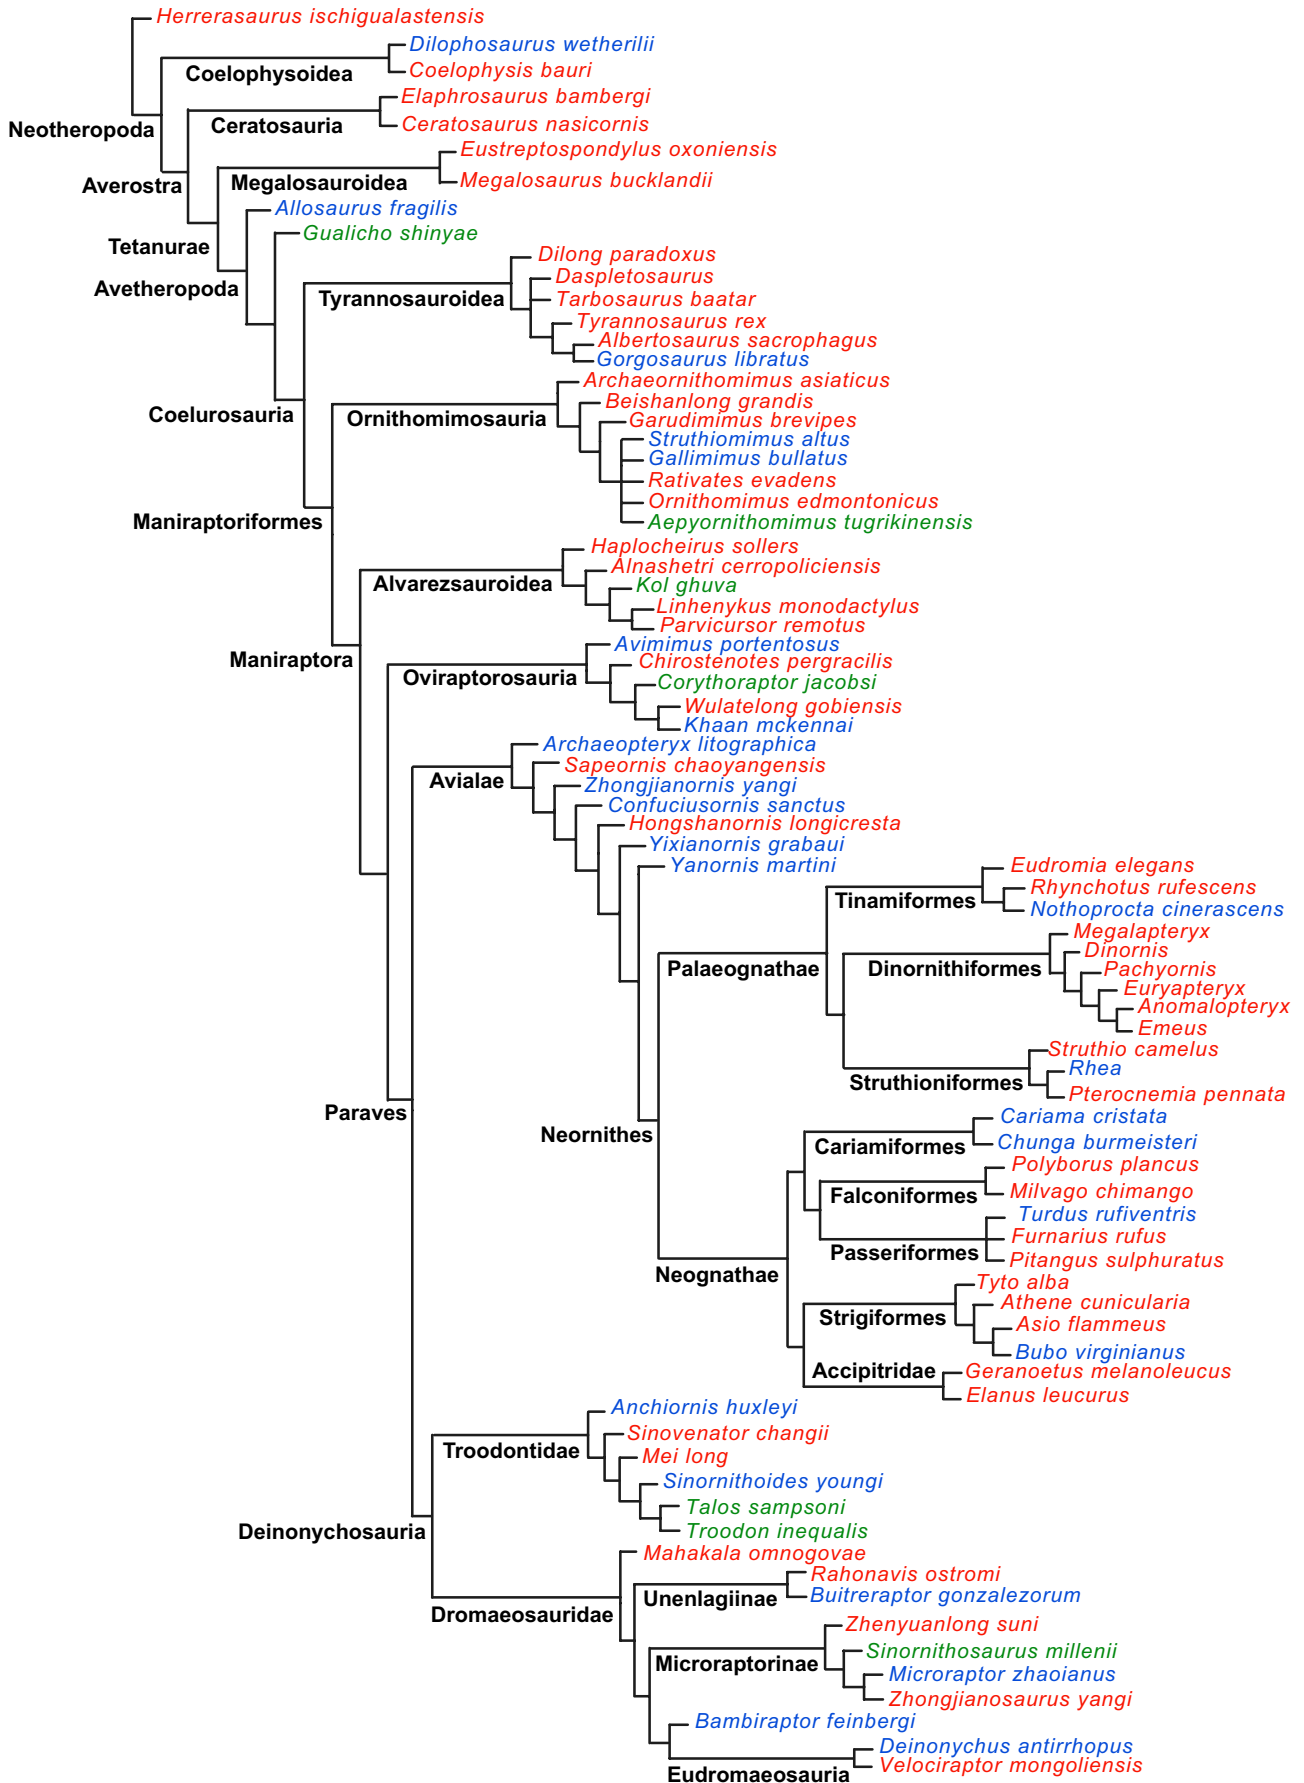 Herrerasaurus ischigualastensis
Dilophosaurus wetherilii
Coelophysoidea
Coelophysis bauri
Elaphrosaurus bambergi
Neotheropoda
Ceratosauria
Ceratosaurus nasicornis
Eustreptospondylus oxoniensis
Averostra
Megalosauroidea
Megalosaurus bucklandii
Allosaurus fragilis
Gualicho shinyae
Tetanurae
Dilong paradoxus
Daspletosaurus
Avetheropoda
Tyrannosauroidea
Tarbosaurus baatar
Tyrannosaurus rex
Albertosaurus sacrophagus
Gorgosaurus libratus
Archaeornithomimus asiaticus
Beishanlong grandis
Coelurosauria
Ornithomimosauria
Garudimimus brevipes
Struthiomimus altus
Gallimimus bullatus
Rativates evadens
Ornithomimus edmontonicus
Maniraptoriformes
Aepyornithomimus tugrikinensis
Haplocheirus sollers
Alnashetri cerropoliciensis
Alvarezsauroidea
Kol ghuva
Linhenykus monodactylus
Parvicursor remotus
Avimimus portentosus
Maniraptora
Chirostenotes pergracilis
Oviraptorosauria
Corythoraptor jacobsi
Wulatelong gobiensis
Khaan mckennai
Archaeopteryx litographica
Sapeornis chaoyangensis
Avialae
Zhongjianornis yangi
Confuciusornis sanctus
Hongshanornis longicresta
Yixianornis grabaui
Yanornis martini
Eudromia elegans
Rhynchotus rufescens
Tinamiformes
Nothoprocta cinerascens
Megalapteryx
Dinornis
Palaeognathae
Dinornithiformes
Pachyornis
Euryapteryx
Anomalopteryx
Emeus
Struthio camelus
Rhea
Struthioniformes
Pterocnemia pennata
Paraves
Cariama cristata
Neornithes
Cariamiformes
Chunga burmeisteri
Polyborus plancus
Falconiformes
Milvago chimango
Turdus rufiventris
Furnarius rufus
Passeriformes
Pitangus sulphuratus
Neognathae
Tyto alba
Athene cunicularia
Strigiformes
Asio flammeus
Bubo virginianus
Accipitridae
Geranoetus melanoleucus
Elanus leucurus
Anchiornis huxleyi
Sinovenator changii
Troodontidae
Mei long
Sinornithoides youngi
Talos sampsoni
Deinonychosauria
Troodon inequalis
Mahakala omnogovae
Rahonavis ostromi
Unenlagiinae
Buitreraptor gonzalezorum
Dromaeosauridae
Zhenyuanlong suni
Sinornithosaurus millenii
Microraptorinae
Microraptor zhaoianus
Zhongjianosaurus yangi
Bambiraptor feinbergi
Deinonychus antirrhopus
Velociraptor mongoliensis
Eudromaeosauria